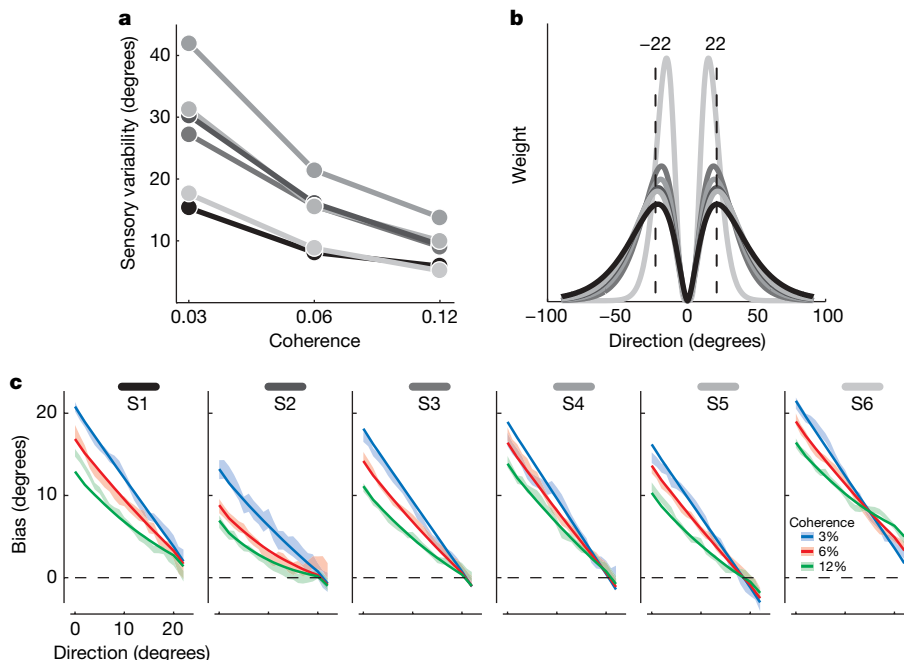 a
Sensory variability (degrees)
40
30
20
10
0.03 0.06 0.12
Coherence
b
−22 22
Weight
−100 −50 0 50 100
Direction (degrees)
c
S1 S2 S3 S4 S5 S6
Bias (degrees)
20
10
0
Coherence
3%
6%
12%
0 10 20
Direction (degrees)